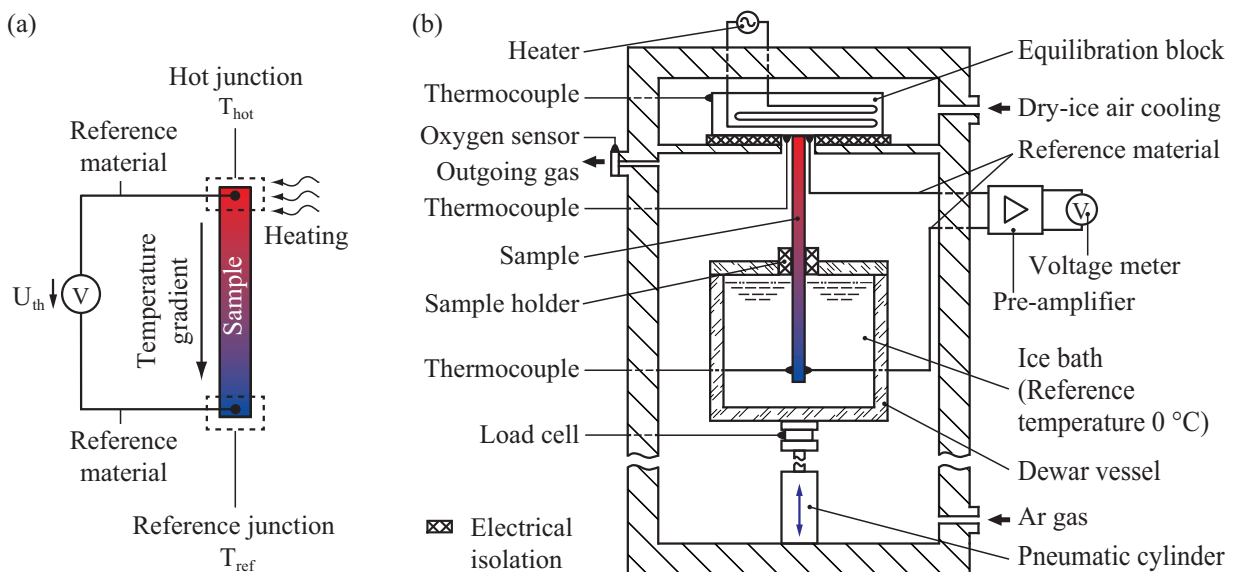 (a)
Hot junction
T_hot
Reference
material
Heating
U_th
V
Temperature
gradient
Sample
Reference
material
Reference junction
T_ref
(b)
Heater
Thermocouple
Oxygen sensor
Outgoing gas
Thermocouple
Sample
Sample holder
Thermocouple
Load cell
Electrical
isolation
Equilibration block
Dry-ice air cooling
Reference material
V
Voltage meter
Pre-amplifier
Ice bath
(Reference
temperature 0 °C)
Dewar vessel
Ar gas
Pneumatic cylinder